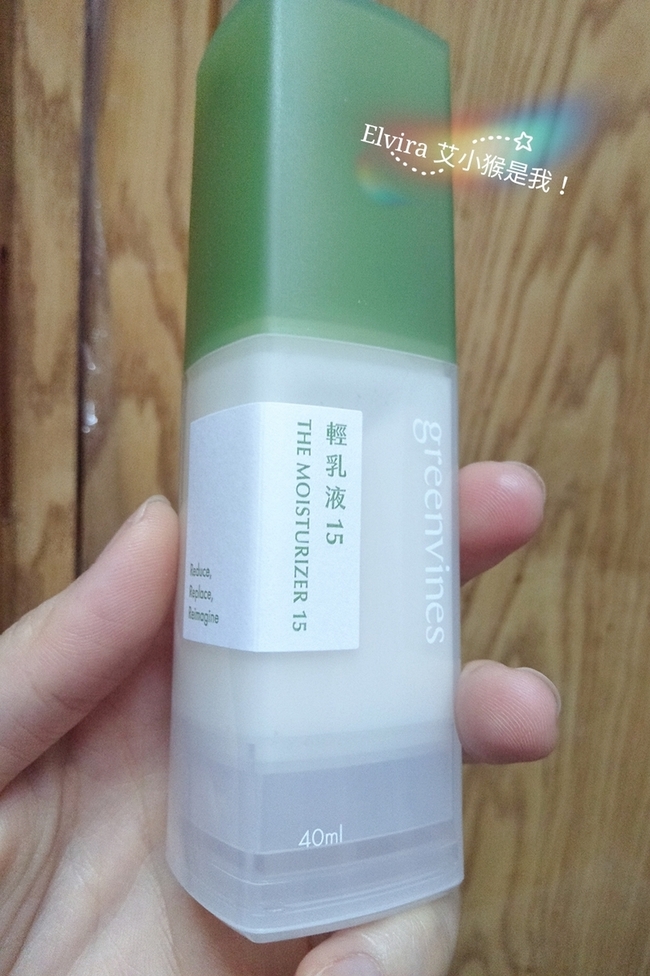 Elvira 艾小猴是我！
greenvines
輕乳液 15
THE MOISTURIZER 15
Reduce,
Replace,
Reimagine
40ml